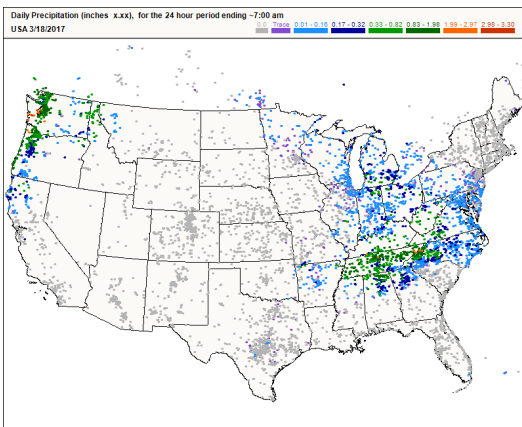 Daily Precipitation (inches x.xx), for the 24 hour period ending ~7:00 am
USA 3/18/2017
0.0 Trace 0.01 - 0.16 0.17 - 0.32 0.33 - 0.82 0.83 - 1.98 1.99 - 2.97 2.98 - 3.30